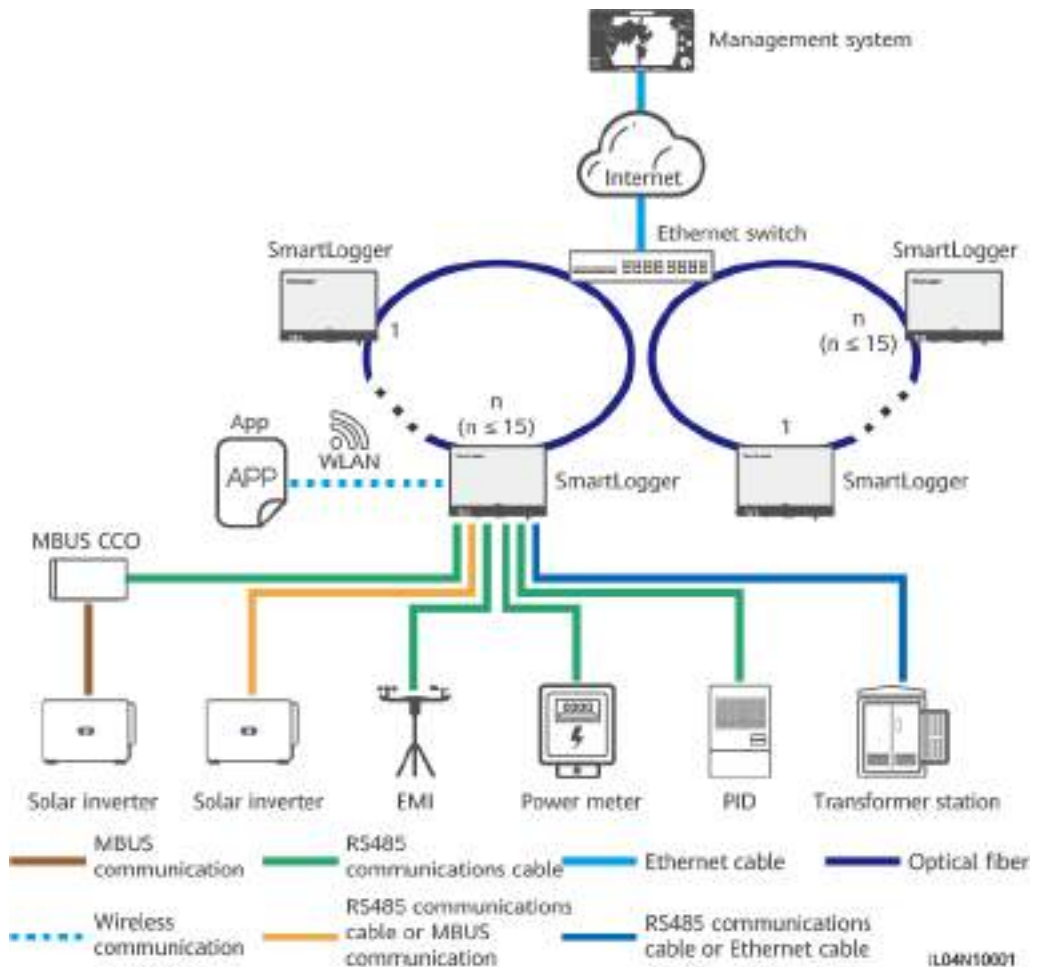 Management system
Internet
Ethernet switch
SmartLogger
SmartLogger
1
n
(n ≤ 15)
n
(n ≤ 15)
1
App
APP
WLAN
SmartLogger
SmartLogger
MBUS CCO
Solar inverter
Solar inverter
EMI
Power meter
PID
Transformer station
MBUS
communication
RS485
communications cable
Ethernet cable
Optical fiber
Wireless
communication
RS485 communications
cable or MBUS
communication
RS485 communications
cable or Ethernet cable
IL04N10001